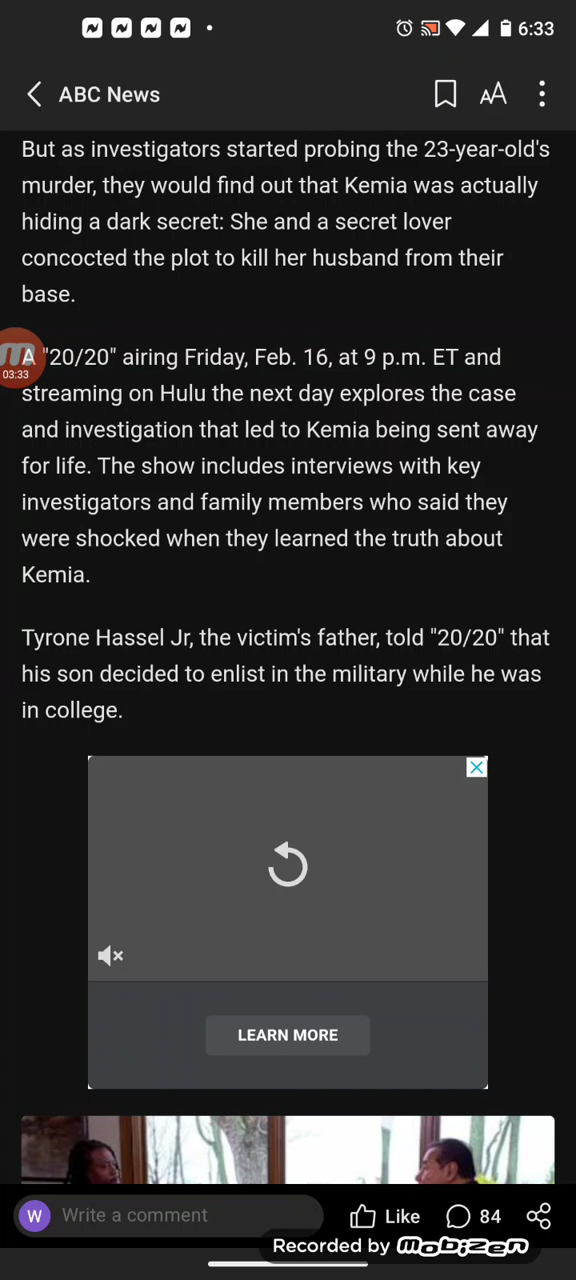 6:33
ABC News
AA
But as investigators started probing the 23-year-old's
murder, they would find out that Kemia was actually
hiding a dark secret: She and a secret lover
concocted the plot to kill her husband from their
base.
A "20/20" airing Friday, Feb. 16, at 9 p.m. ET and
03:33
streaming on Hulu the next day explores the case
and investigation that led to Kemia being sent away
for life. The show includes interviews with key
investigators and family members who said they
were shocked when they learned the truth about
Kemia.
Tyrone Hassel Jr, the victim's father, told "20/20" that
his son decided to enlist in the military while he was
in college.
LEARN MORE
W Write a comment Like 84
Recorded by mobizen